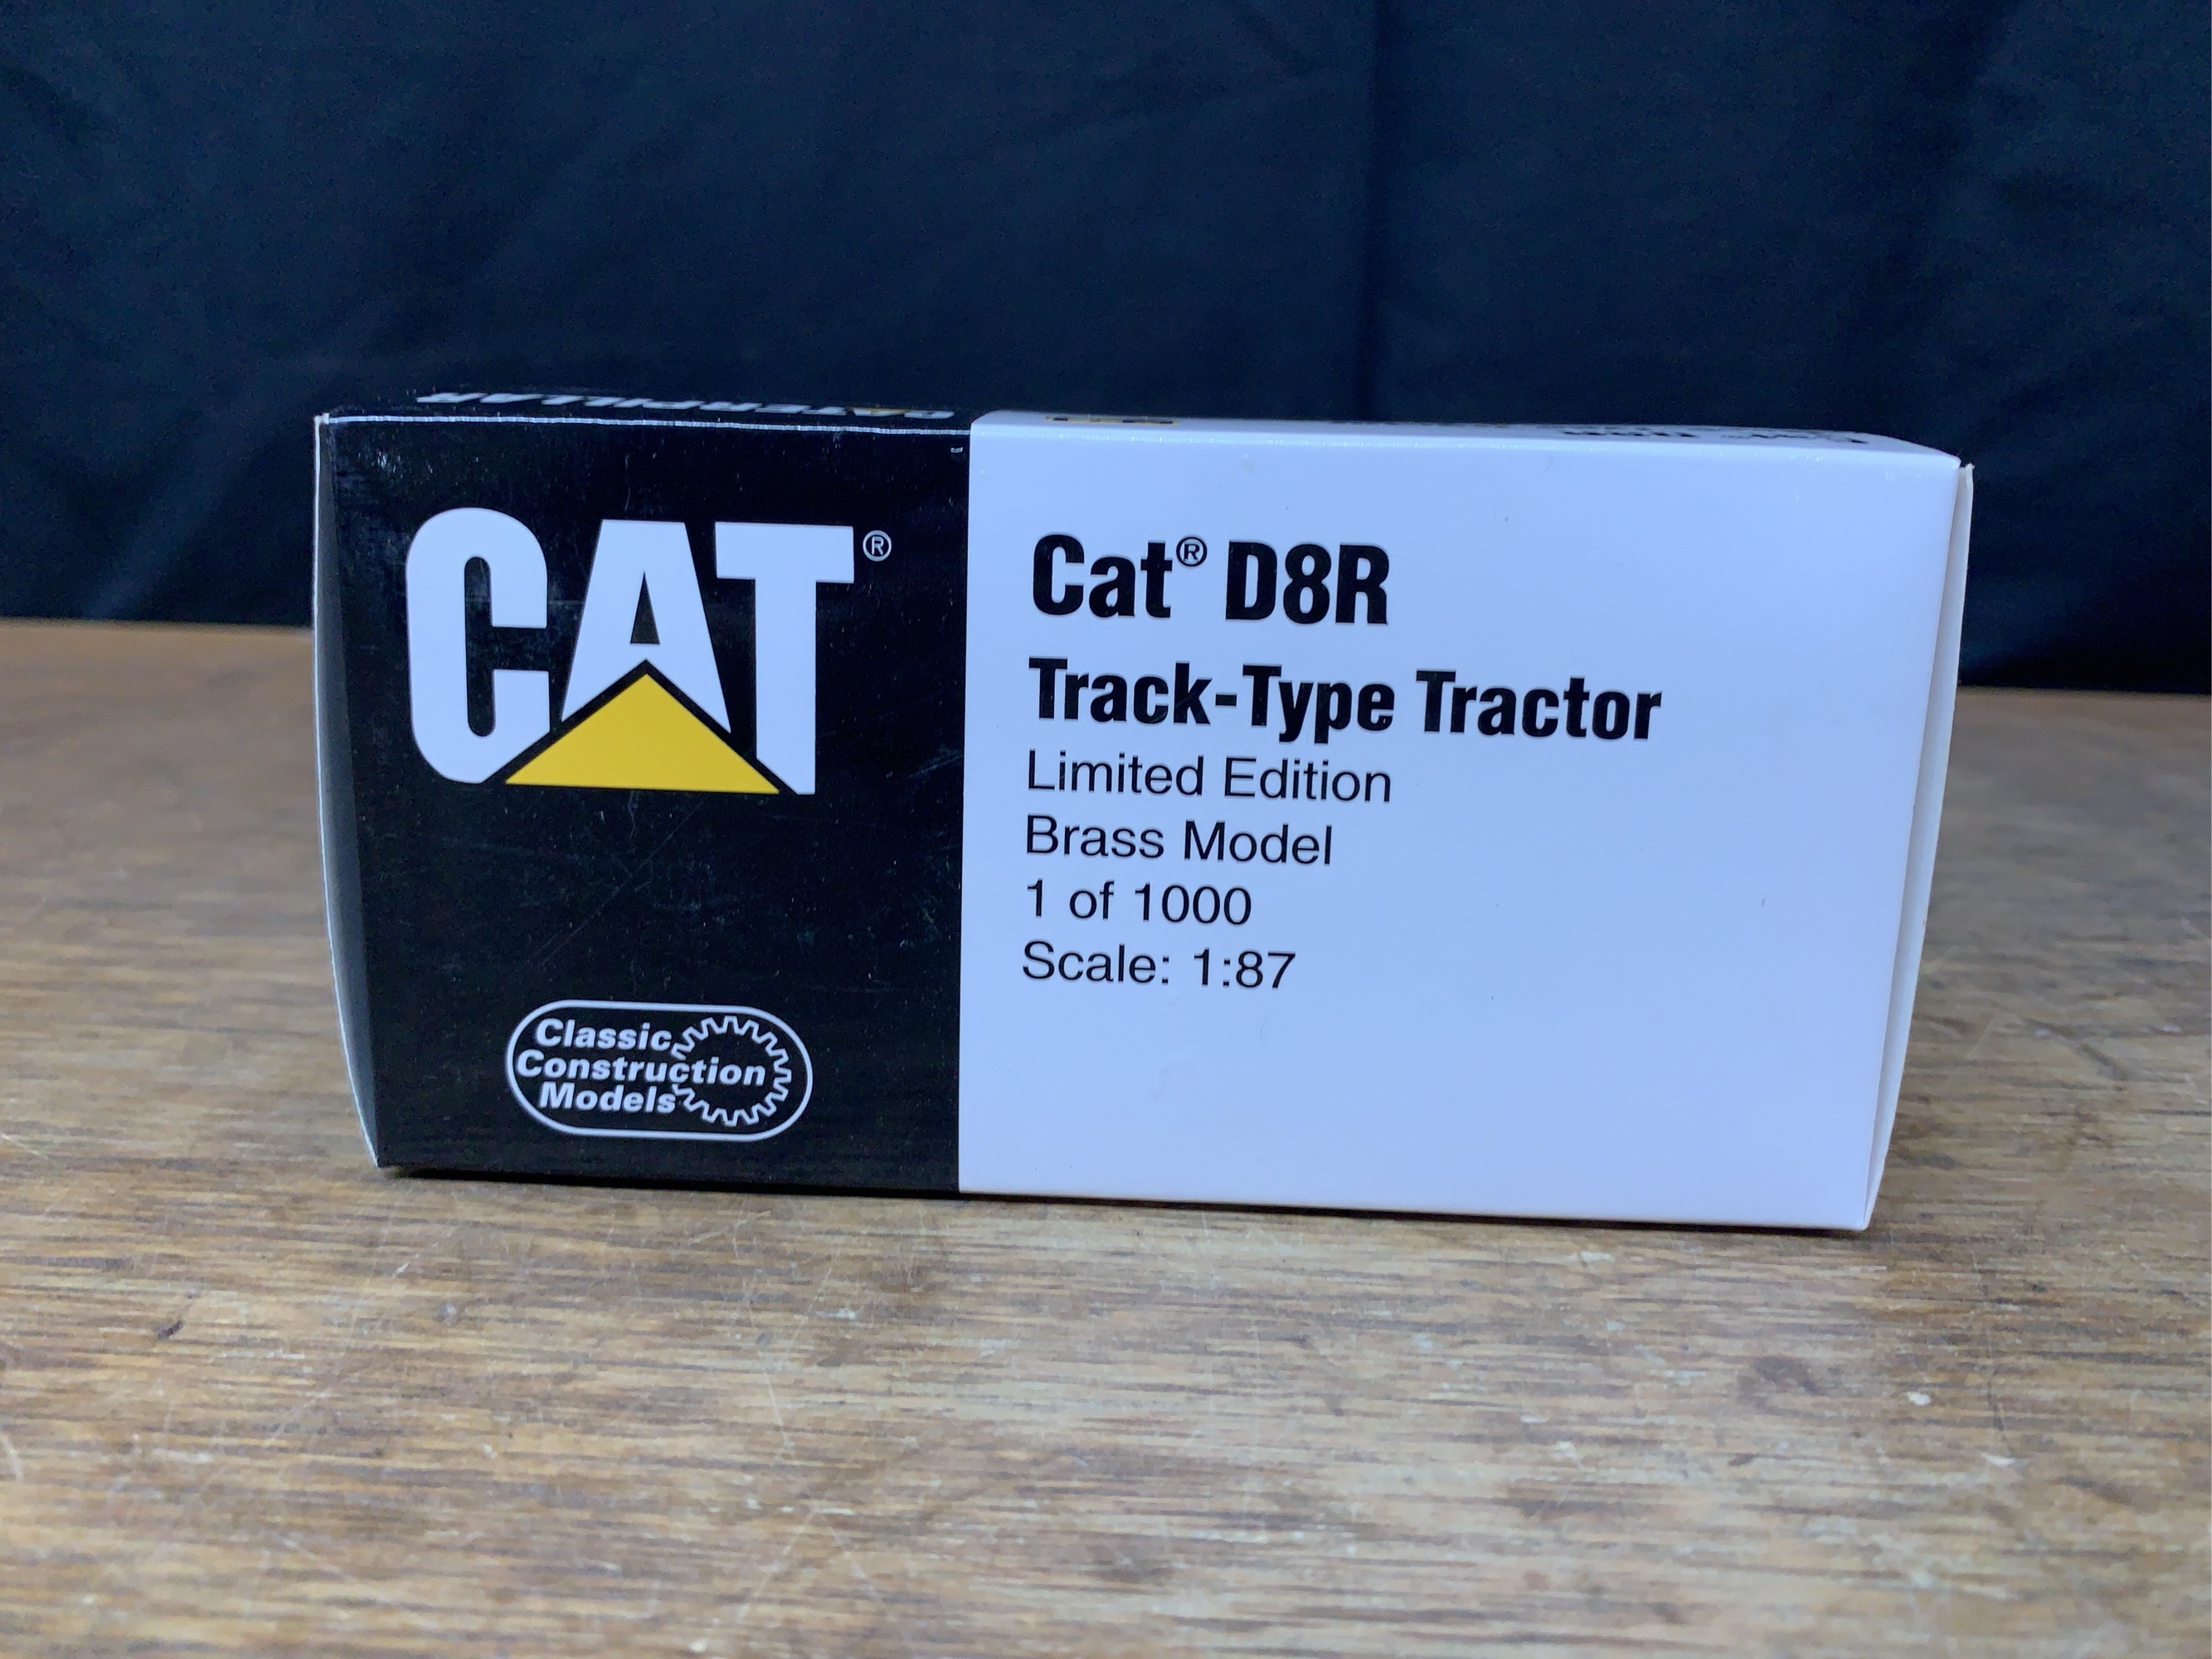 CATERPILLAR
CAT®
Classic
Construction
Models
Cat® D8R
Track-Type Tractor
Limited Edition
Brass Model
1 of 1000
Scale: 1:87